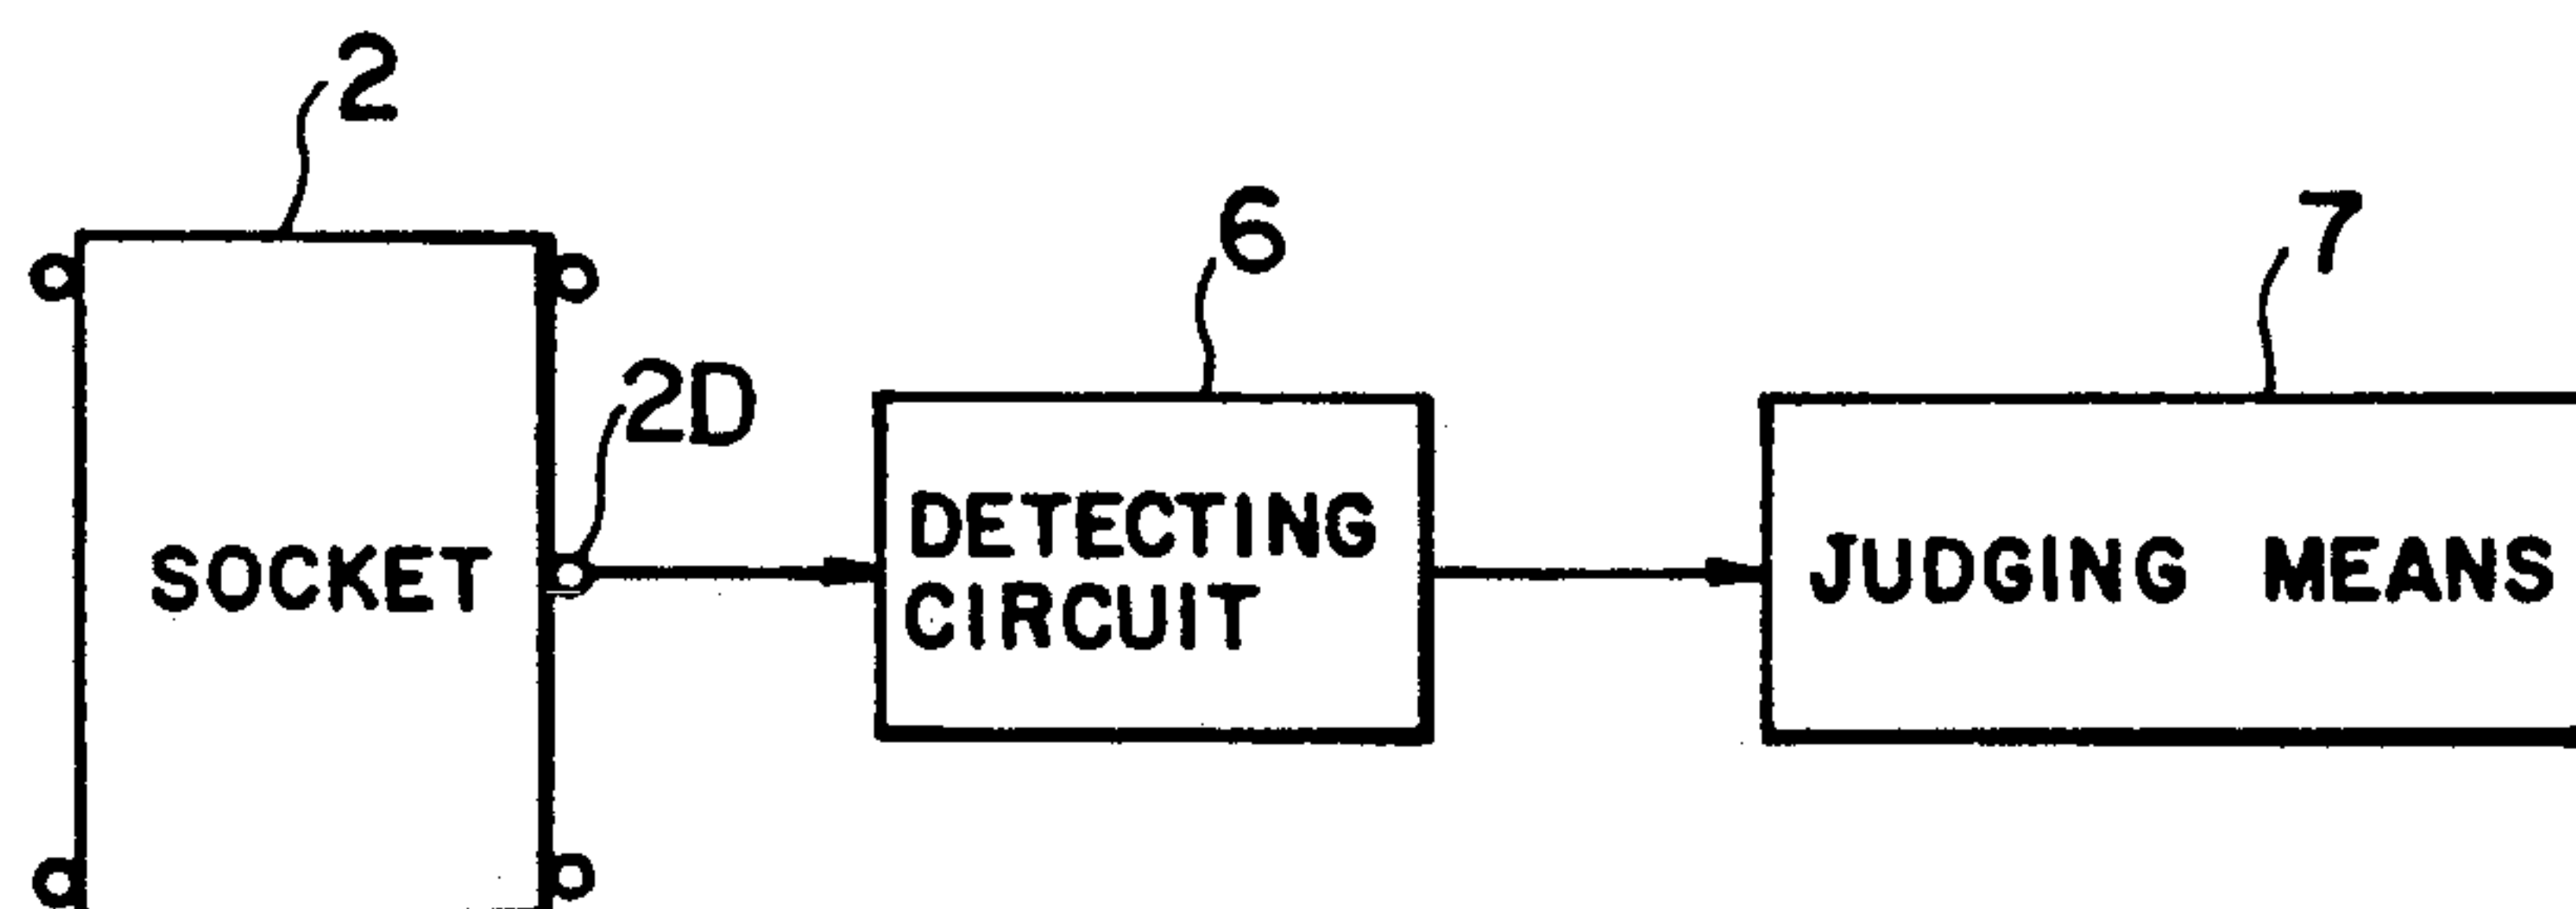 2
6
7
2D
SOCKET
DETECTING
CIRCUIT
JUDGING MEANS